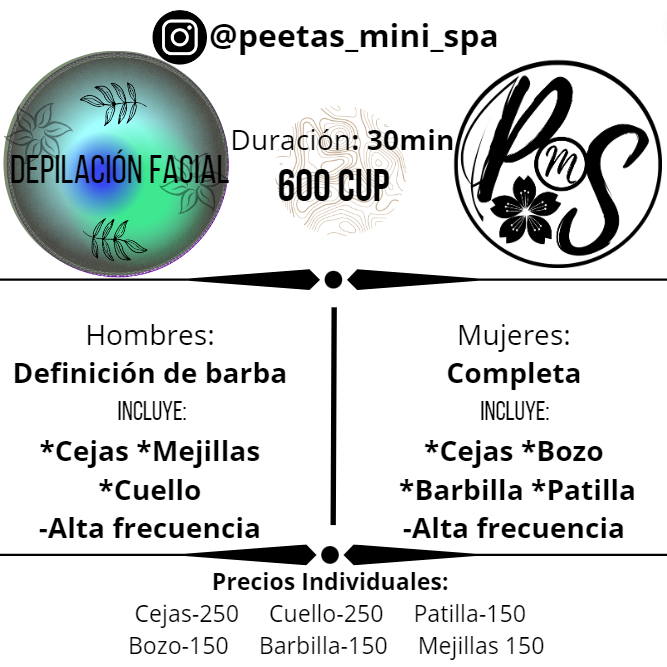 @peetas_mini_spa
DEPILACIÓN FACIAL
Duración: 30min
600 CUP
PmS
Hombres:
Definición de barba
INCLUYE:
*Cejas *Mejillas
*Cuello
-Alta frecuencia
Mujeres:
Completa
INCLUYE:
*Cejas *Bozo
*Barbilla *Patilla
-Alta frecuencia
Precios Individuales:
Cejas-250 Cuello-250 Patilla-150
Bozo-150 Barbilla-150 Mejillas 150